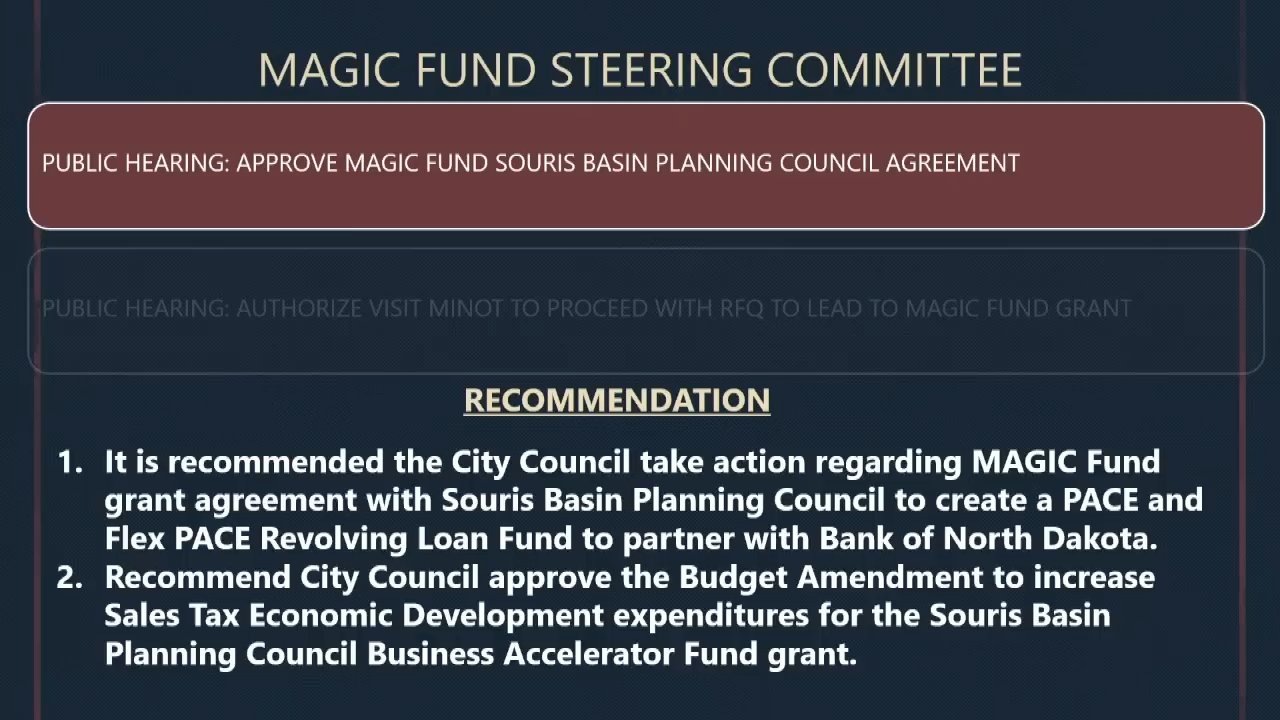 MAGIC FUND STEERING COMMITTEE
PUBLIC HEARING: APPROVE MAGIC FUND SOURIS BASIN PLANNING COUNCIL AGREEMENT
PUBLIC HEARING: AUTHORIZE VISIT MINOT TO PROCEED WITH RFQ TO LEAD TO MAGIC FUND GRANT
RECOMMENDATION
1. It is recommended the City Council take action regarding MAGIC Fund
grant agreement with Souris Basin Planning Council to create a PACE and
Flex PACE Revolving Loan Fund to partner with Bank of North Dakota.
2. Recommend City Council approve the Budget Amendment to increase
Sales Tax Economic Development expenditures for the Souris Basin
Planning Council Business Accelerator Fund grant.